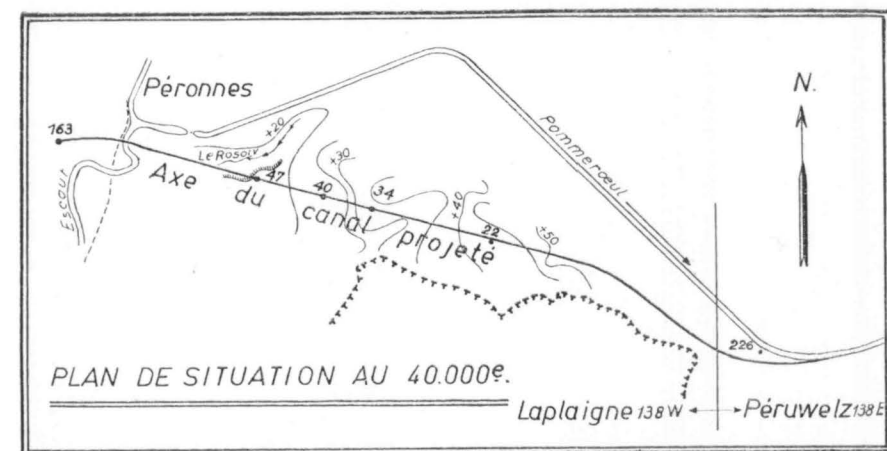 Péronnes
N.
163
+20
Le Rosoir
Pommerœul
+30
47
40
34
+40
Escaut
22
+50
Axe du canal projeté
226
PLAN DE SITUATION AU 40.000e.
Laplaigne 138 W ↔ Péruwelz 138 E